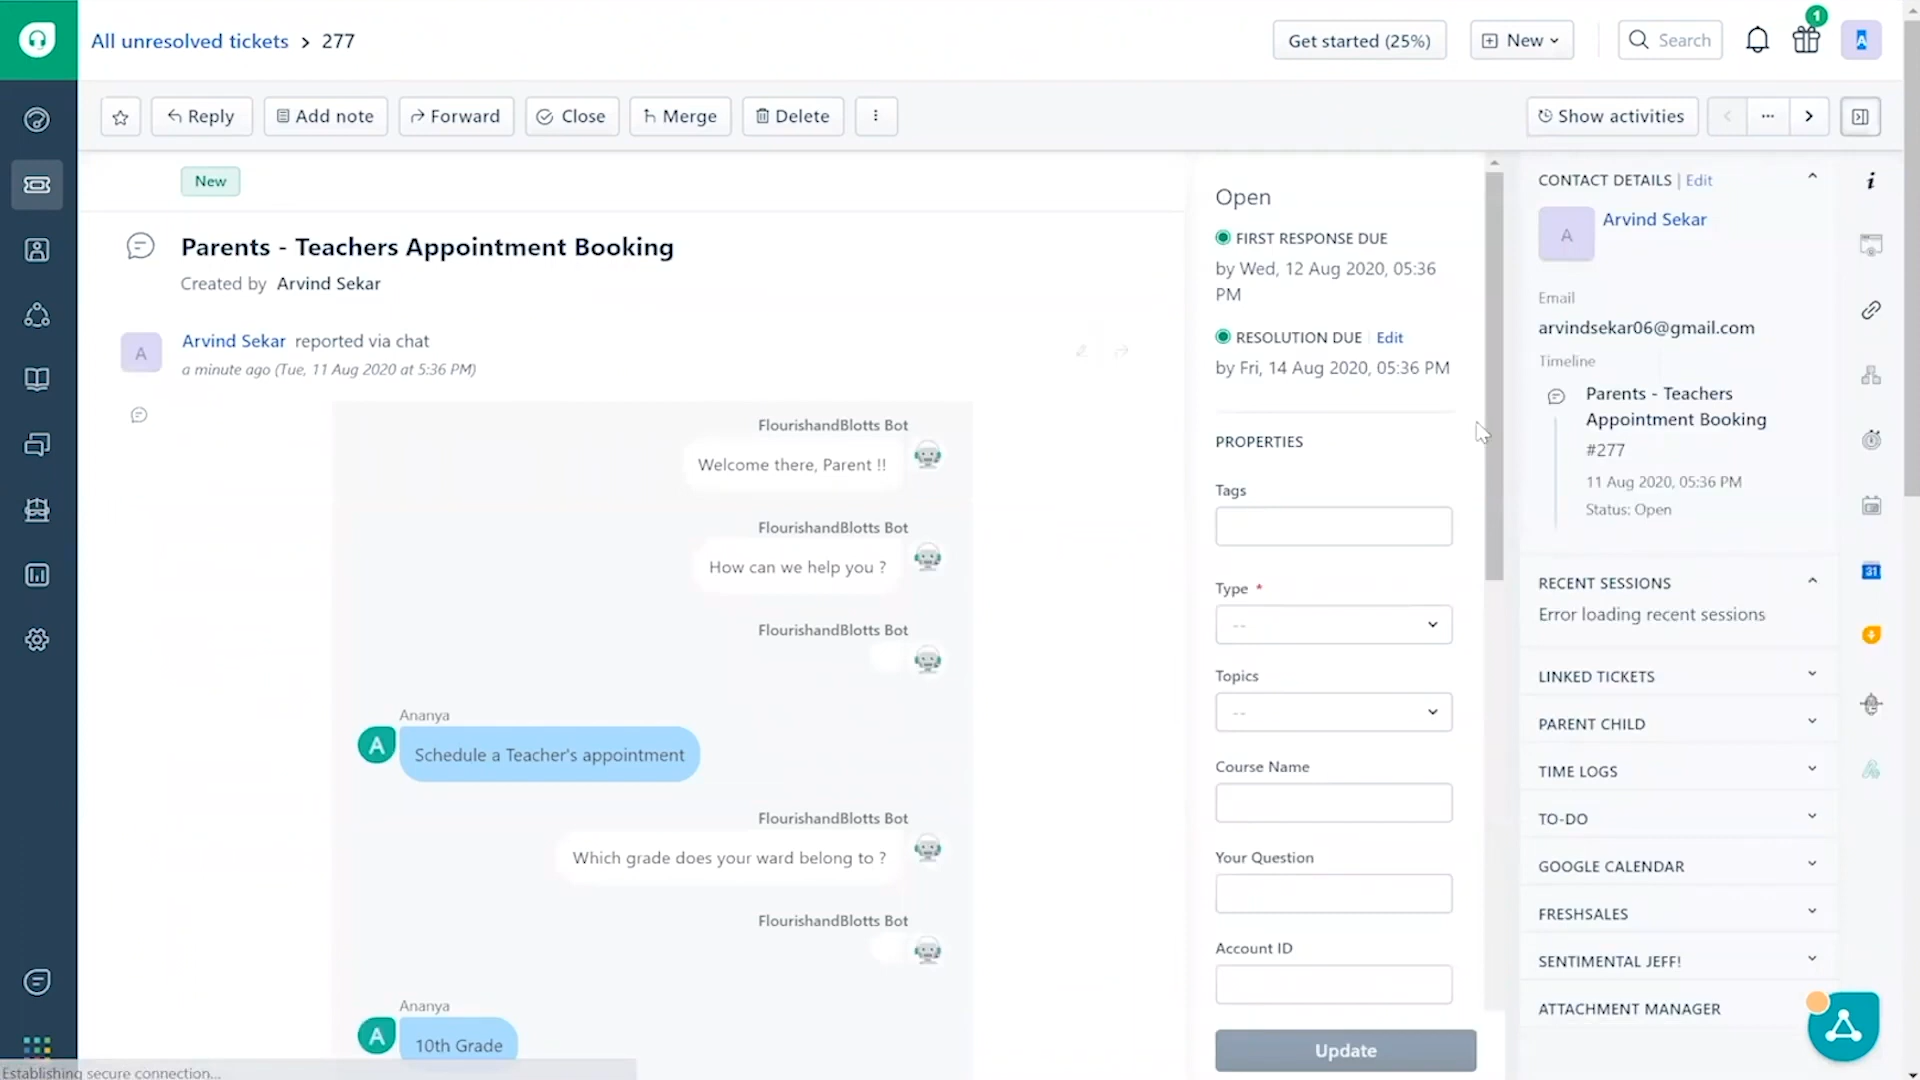 All unresolved tickets > 277
Get started (25%)
New
Search
1
A
Reply
Add note
Forward
Close
Merge
Delete
Show activities
New
Parents - Teachers Appointment Booking
Created by Arvind Sekar
A
Arvind Sekar reported via chat
a minute ago (Tue, 11 Aug 2020 at 5:36 PM)
FlourishandBlotts Bot
Welcome there, Parent !!
FlourishandBlotts Bot
How can we help you ?
FlourishandBlotts Bot
Ananya
A
Schedule a Teacher's appointment
FlourishandBlotts Bot
Which grade does your ward belong to ?
FlourishandBlotts Bot
Ananya
A
10th Grade
Establishing secure connection...
Open
FIRST RESPONSE DUE
by Wed, 12 Aug 2020, 05:36
PM
RESOLUTION DUE Edit
by Fri, 14 Aug 2020, 05:36 PM
PROPERTIES
Tags
Type *
--
Topics
--
Course Name
Your Question
Account ID
Update
CONTACT DETAILS | Edit
A
Arvind Sekar
Email
arvindsekar06@gmail.com
Timeline
Parents - Teachers
Appointment Booking
#277
11 Aug 2020, 05:36 PM
Status: Open
RECENT SESSIONS
Error loading recent sessions
LINKED TICKETS
PARENT CHILD
TIME LOGS
TO-DO
GOOGLE CALENDAR
FRESHSALES
SENTIMENTAL JEFF!
ATTACHMENT MANAGER
31